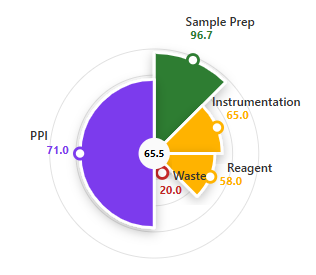 Sample Prep
96.7
Instrumentation
65.0
PPI
71.0
65.5
Reagent
58.0
Waste
20.0